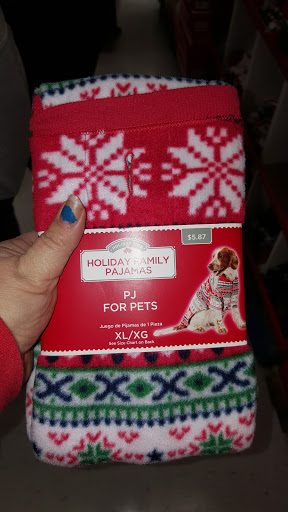 $5.87
HOLIDAY FAMILY
PAJAMAS
PJ
FOR PETS
Juego de Pijamas de 1 Pieza
XL/XG
See Size Chart on Back